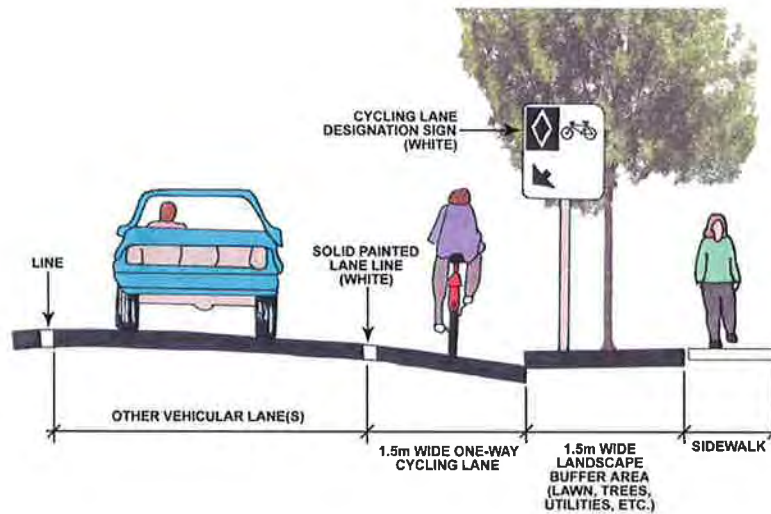 CYCLING LANE
DESIGNATION SIGN
(WHITE)
LINE
SOLID PAINTED
LANE LINE
(WHITE)
OTHER VEHICULAR LANE(S)
1.5m WIDE ONE-WAY
CYCLING LANE
1.5m WIDE
LANDSCAPE
BUFFER AREA
(LAWN, TREES,
UTILITIES, ETC.)
SIDEWALK